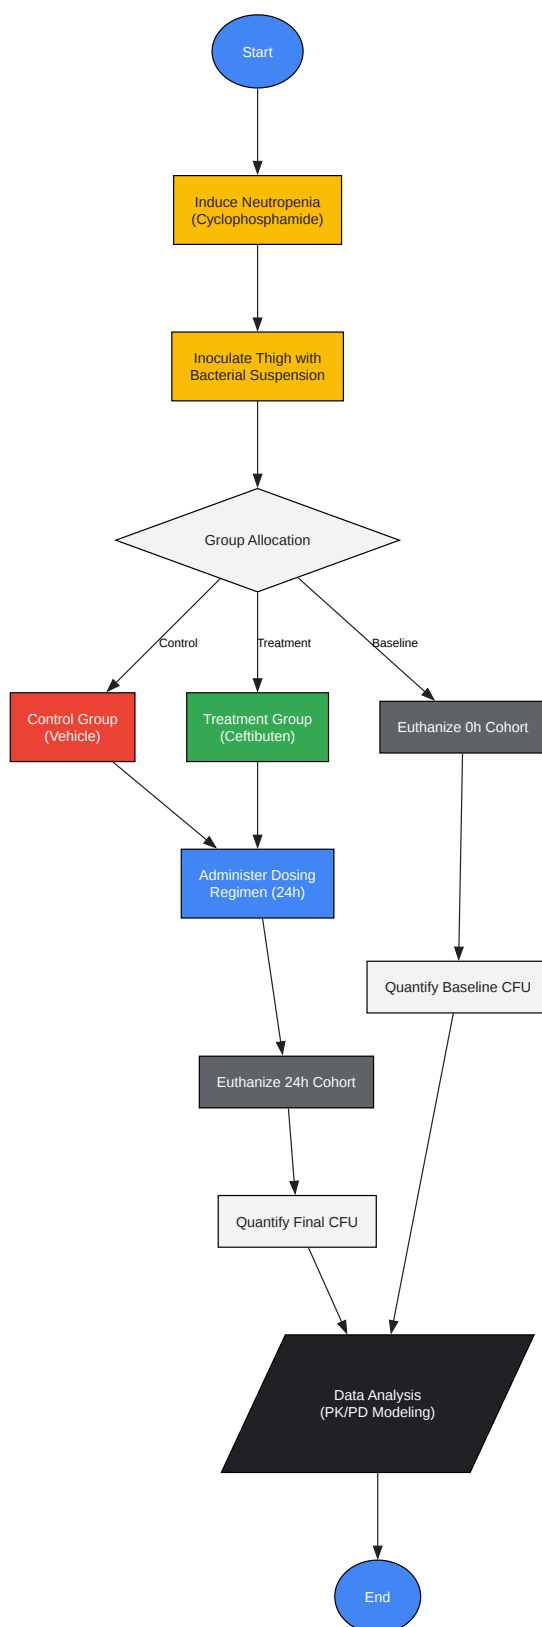 Start
Induce Neutropenia
(Cyclophosphamide)
Inoculate Thigh with
Bacterial Suspension
Group Allocation
Control
Treatment
Baseline
Control Group
(Vehicle)
Treatment Group
(Ceftibuten)
Euthanize 0h Cohort
Administer Dosing
Regimen (24h)
Quantify Baseline CFU
Euthanize 24h Cohort
Quantify Final CFU
Data Analysis
(PK/PD Modeling)
End